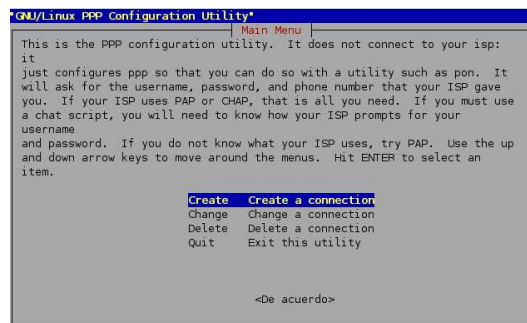 "GNU/Linux PPP Configuration Utility"
Main Menu
This is the PPP configuration utility.  It does not connect to your isp:
it
just configures ppp so that you can do so with a utility such as pon.  It
will ask for the username, password, and phone number that your ISP gave
you.  If your ISP uses PAP or CHAP, that is all you need.  If you must use
a chat script, you will need to know how your ISP prompts for your
username
and password.  If you do not know what your ISP uses, try PAP.  Use the up
and down arrow keys to move around the menus.  Hit ENTER to select an
item.
Create   Create a connection
Change   Change a connection
Delete   Delete a connection
Quit     Exit this utility
<De acuerdo>